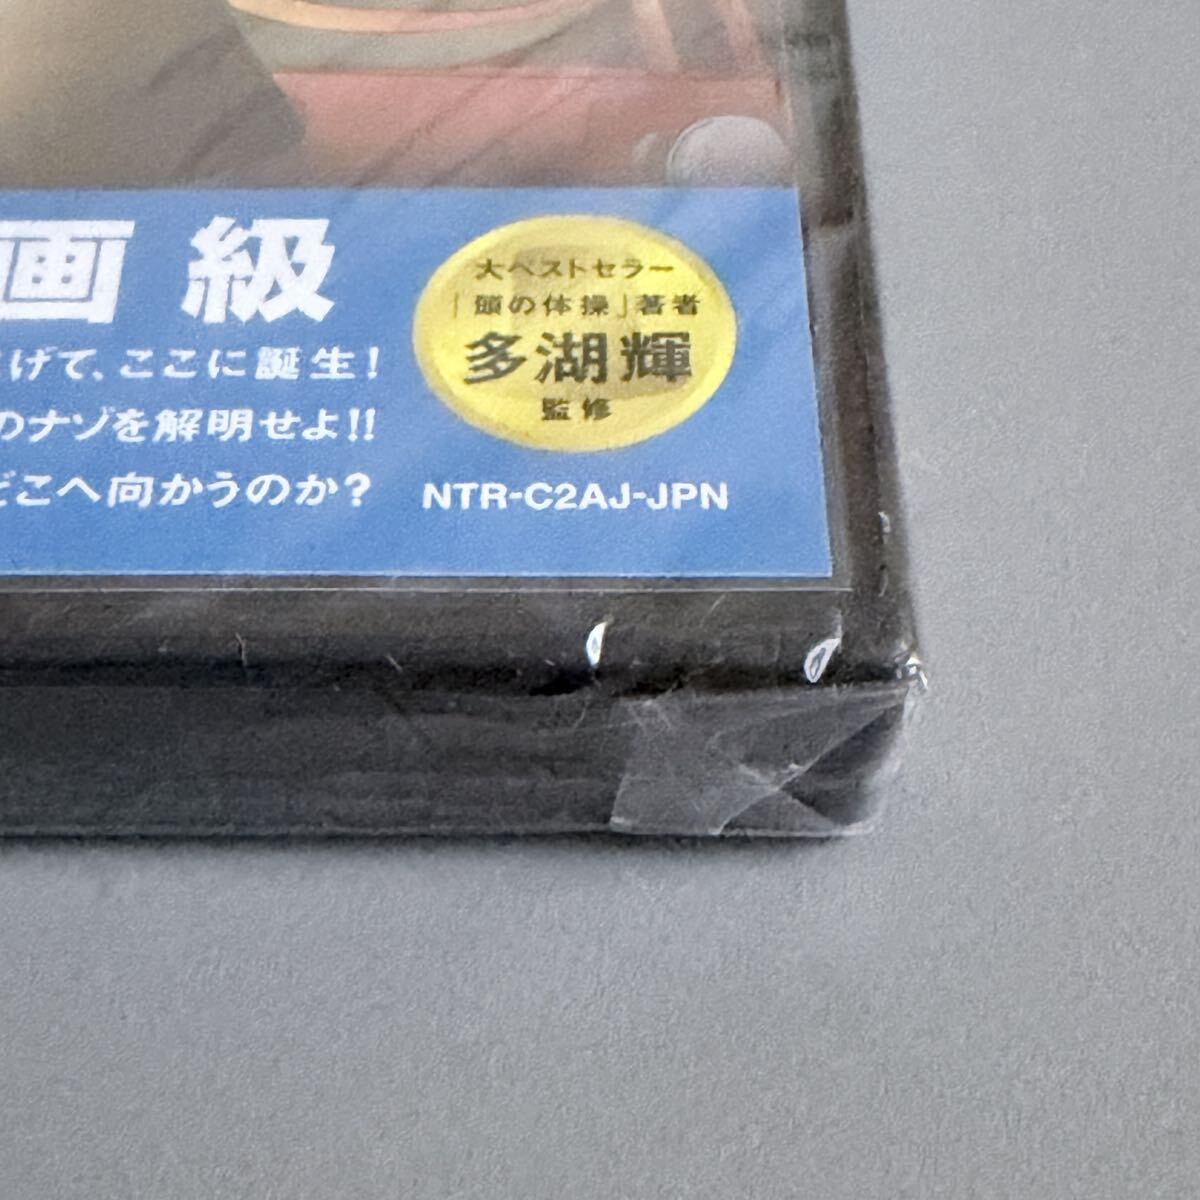 画級
げて、ここに誕生！
のナゾを解明せよ!!
どこへ向かうのか？
大ベストセラー
「頭の体操」著者
多湖輝
監修
NTR-C2AJ-JPN